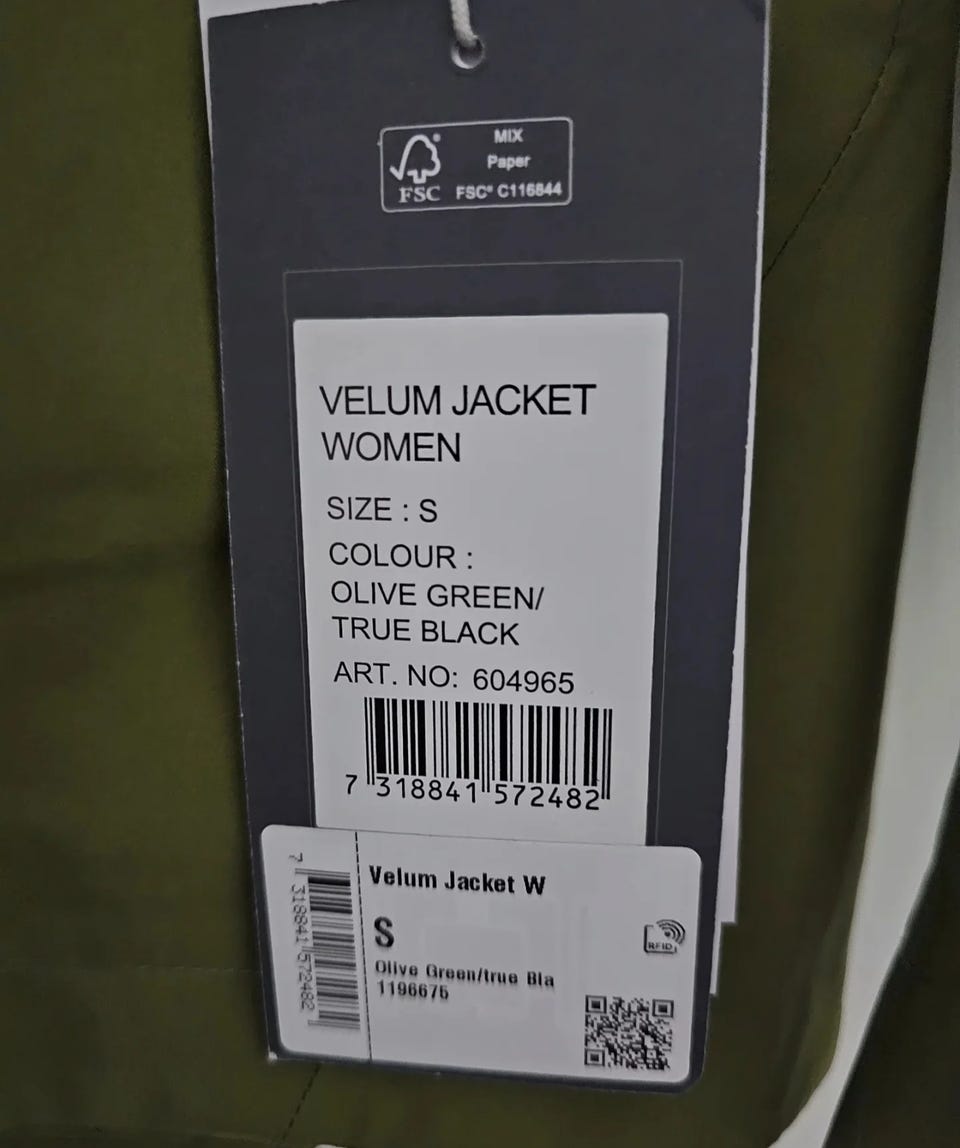 MIX
Paper
FSC® C116844
FSC
VELUM JACKET
WOMEN
SIZE : S
COLOUR :
OLIVE GREEN/
TRUE BLACK
ART. NO: 604965
7 318841 572482
7 318841 572482
Velum Jacket W
S
Olive Green/true Bla
1196675
RFID